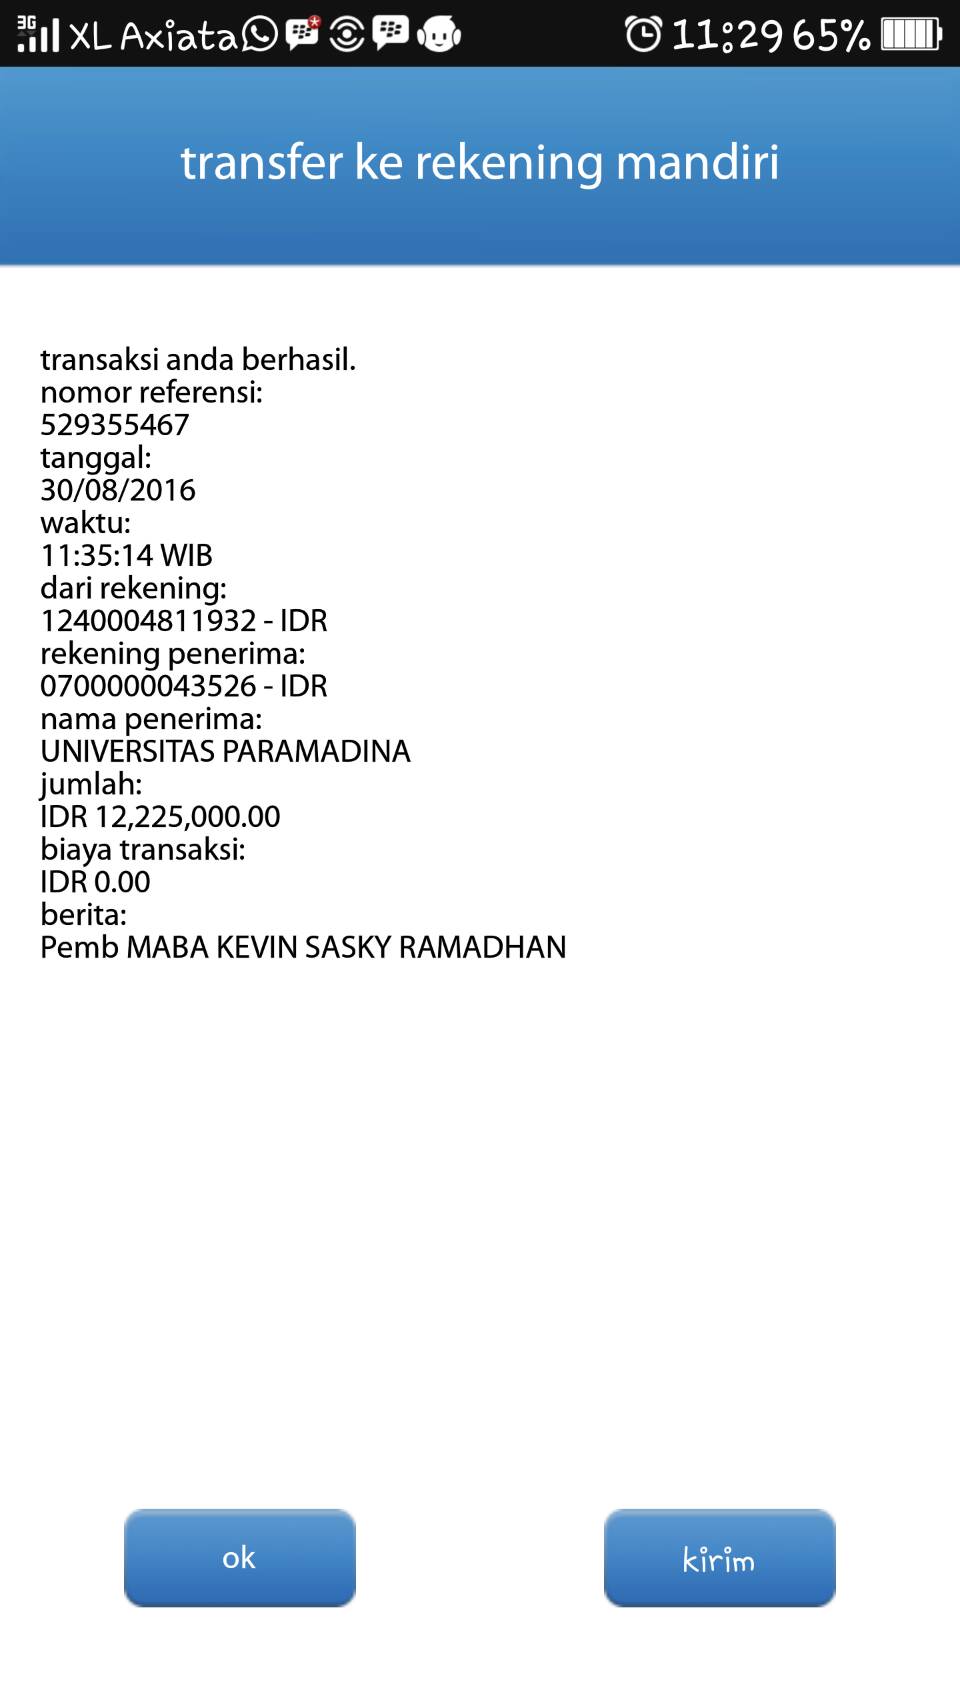 3G XL Axiata 11:29 65%
transfer ke rekening mandiri
transaksi anda berhasil.
nomor referensi:
529355467
tanggal:
30/08/2016
waktu:
11:35:14 WIB
dari rekening:
1240004811932 - IDR
rekening penerima:
0700000043526 - IDR
nama penerima:
UNIVERSITAS PARAMADINA
jumlah:
IDR 12,225,000.00
biaya transaksi:
IDR 0.00
berita:
Pemb MABA KEVIN SASKY RAMADHAN
ok kirim